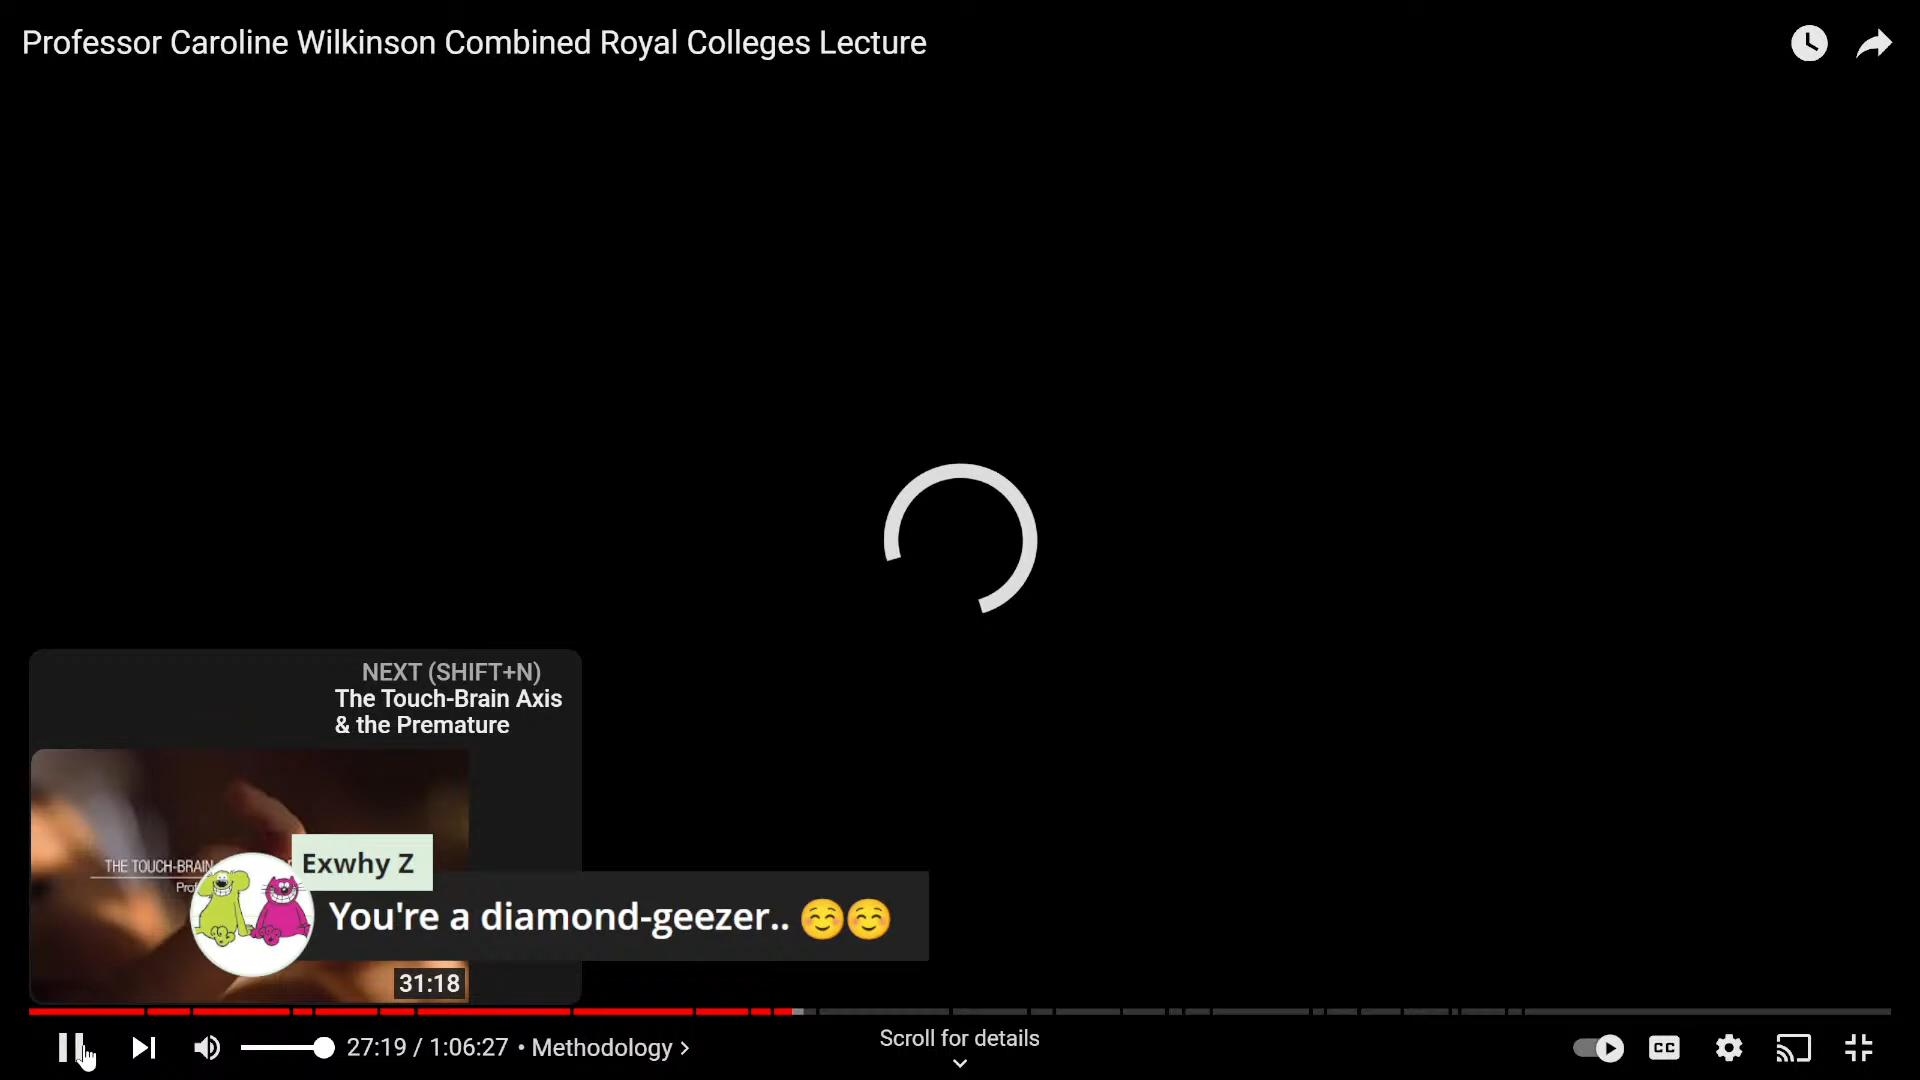 Professor Caroline Wilkinson Combined Royal Colleges Lecture
NEXT (SHIFT+N)
The Touch-Brain Axis
& the Premature
THE TOUCH-BRAIN
Exwhy Z
You're a diamond-geezer.. ☺️☺️
31:18
27:19 / 1:06:27 • Methodology >
Scroll for details
CC